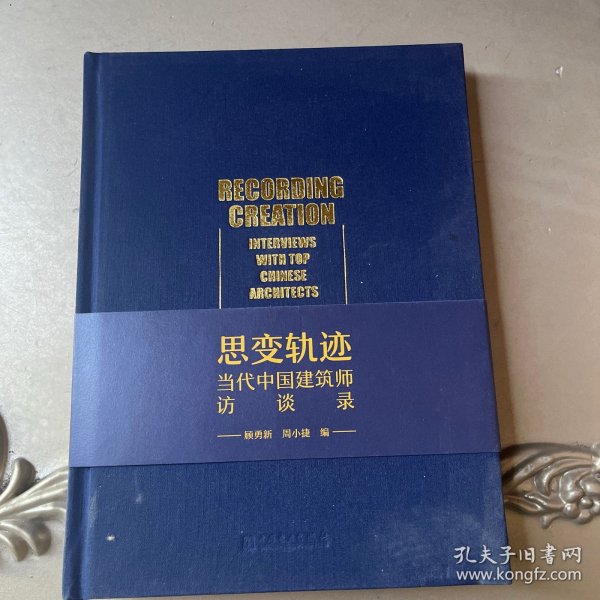 RECORDING
CREATION
INTERVIEWS
WITH TOP
CHINESE
ARCHITECTS
思变轨迹
当代中国建筑师
访谈录
顾勇新 周小捷 编
孔夫子旧书网
www.kongfz.com